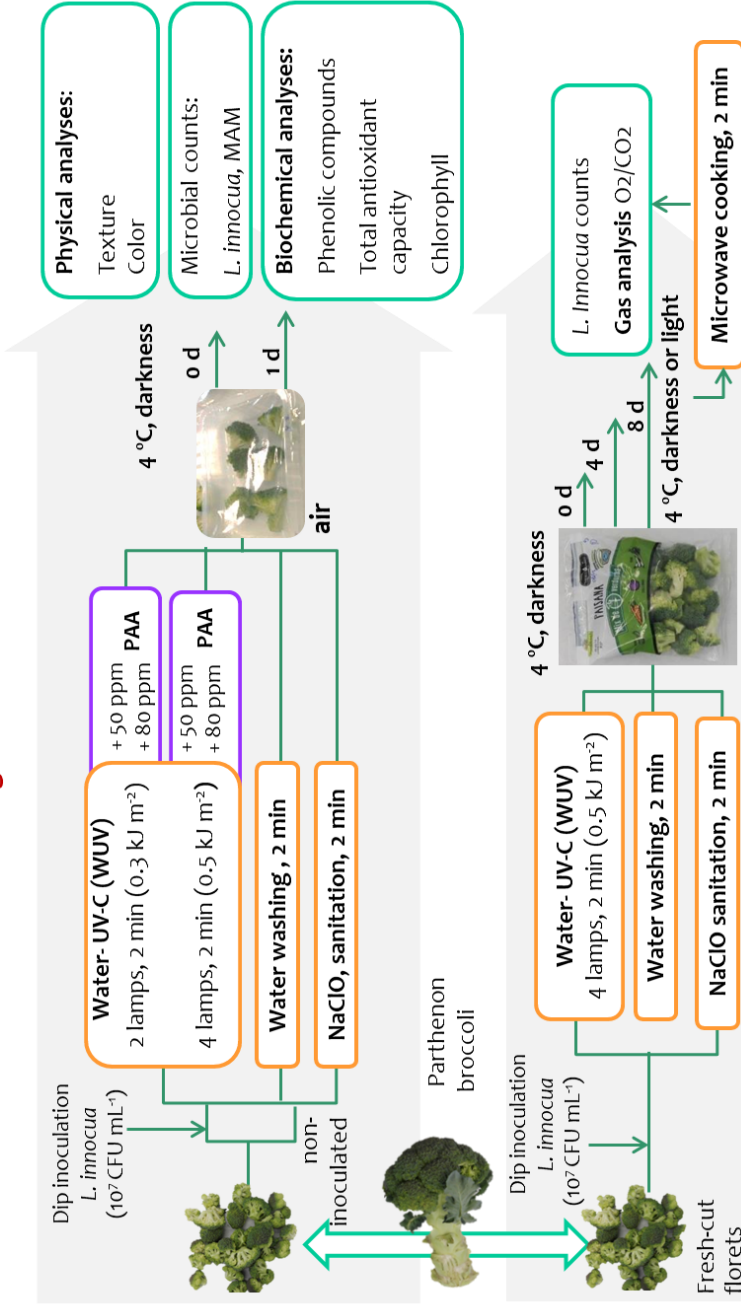 Dip inoculation
L. innocua
(10⁷ CFU mL⁻¹)
non-
inoculated
Water- UV-C (WUV)
2 lamps, 2 min (0.3 kJ m⁻²)
4 lamps, 2 min (0.5 kJ m⁻²)
+ 50 ppm
+ 80 ppm
PAA
+ 50 ppm
+ 80 ppm
PAA
Water washing , 2 min
NaClO, sanitation, 2 min
air
4 ºC, darkness
0 d
1 d
Physical analyses:
Texture
Color
Microbial counts:
L. innocua, MAM
Biochemical analyses:
Phenolic compounds
Total antioxidant
capacity
Chlorophyll
Parthenon
broccoli
Fresh-cut
florets
Dip inoculation
L. innocua
(10⁷ CFU mL⁻¹)
Water- UV-C (WUV)
4 lamps, 2 min (0.5 kJ m⁻²)
Water washing, 2 min
NaClO sanitation, 2 min
4 ºC, darkness
YAISANA
0 d
4 d
8 d
4 ºC, darkness or light
L. Innocua counts
Gas analysis O2/CO2
Microwave cooking, 2 min